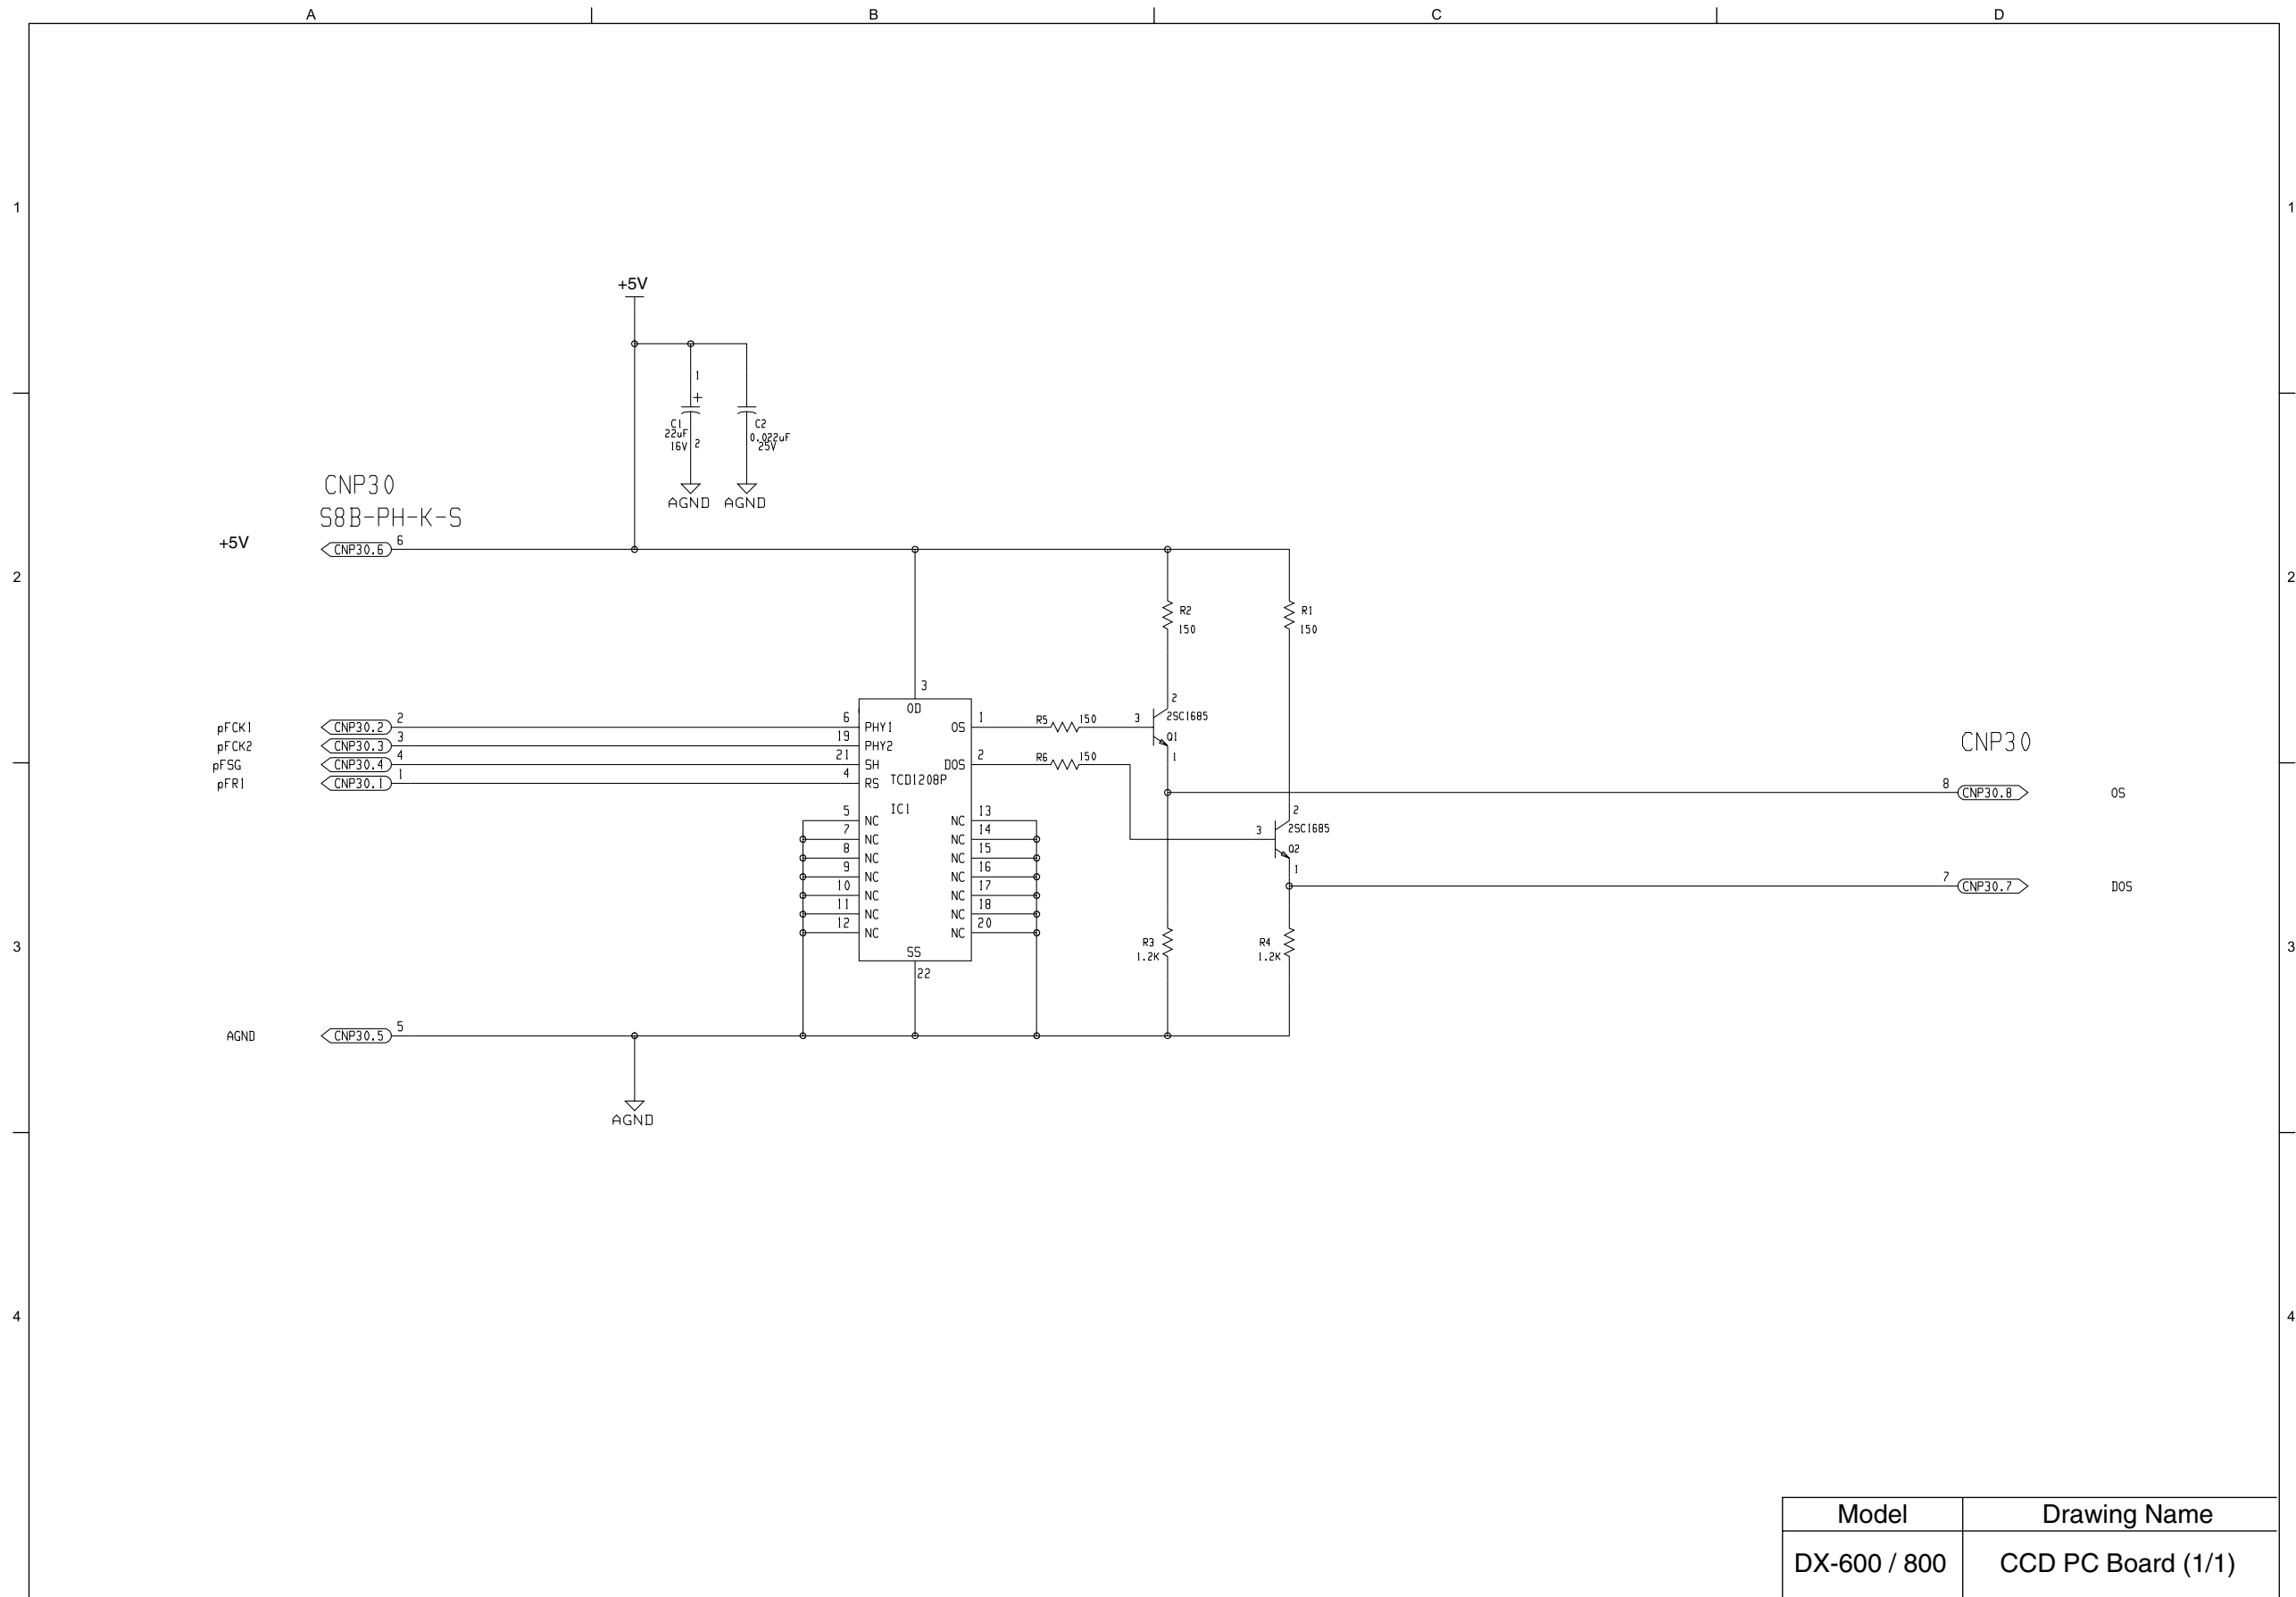 A B C D
1 1
+5V
1
+
C1
22uF
16V 2
C2
0.022uF
25V
AGND AGND
CNP30
S8B-PH-K-S
+5V CNP30.6 6
2 2
R2
150
R1
150
3
OD
pFCK1 CNP30.2 2
pFCK2 CNP30.3 3
pFSG CNP30.4 4
pFR1 CNP30.1 1
6 PHY1 OS 1
19 PHY2
21 SH DOS 2
4 RS TCD1208P
IC1
R5 150
R6 150
3 2
2SC1685
Q1
1
CNP30
8 CNP30.8 OS
3 2
2SC1685
Q2
1
7 CNP30.7 DOS
5 NC NC 13
7 NC NC 14
8 NC NC 15
9 NC NC 16
10 NC NC 17
11 NC NC 18
12 NC NC 20
SS
22
3 3
R3
1.2K
R4
1.2K
AGND CNP30.5 5
AGND
4 4
Model Drawing Name
DX-600 / 800 CCD PC Board (1/1)